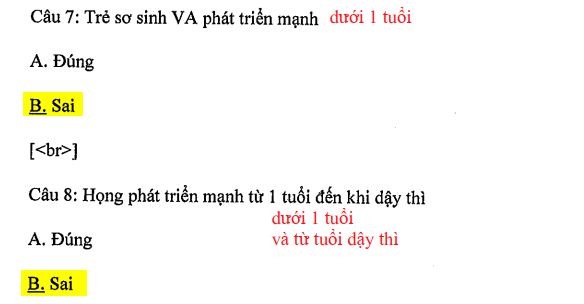 Câu 7: Trẻ sơ sinh VA phát triển mạnh dưới 1 tuổi
A. Đúng
B. Sai
[<br>]
Câu 8: Họng phát triển mạnh từ 1 tuổi đến khi dậy thì
dưới 1 tuổi
A. Đúng và từ tuổi dậy thì
B. Sai